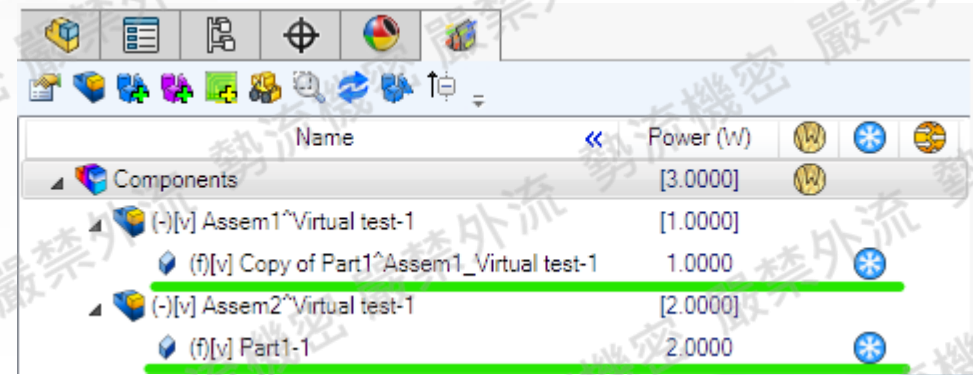 Name « Power (W)
Components [3.0000]
(-)[v] Assem1^Virtual test-1 [1.0000]
(f)[v] Copy of Part1^Assem1_Virtual test-1 1.0000
(-)[v] Assem2^Virtual test-1 [2.0000]
(f)[v] Part1-1 2.0000
勢流機密 嚴禁外流